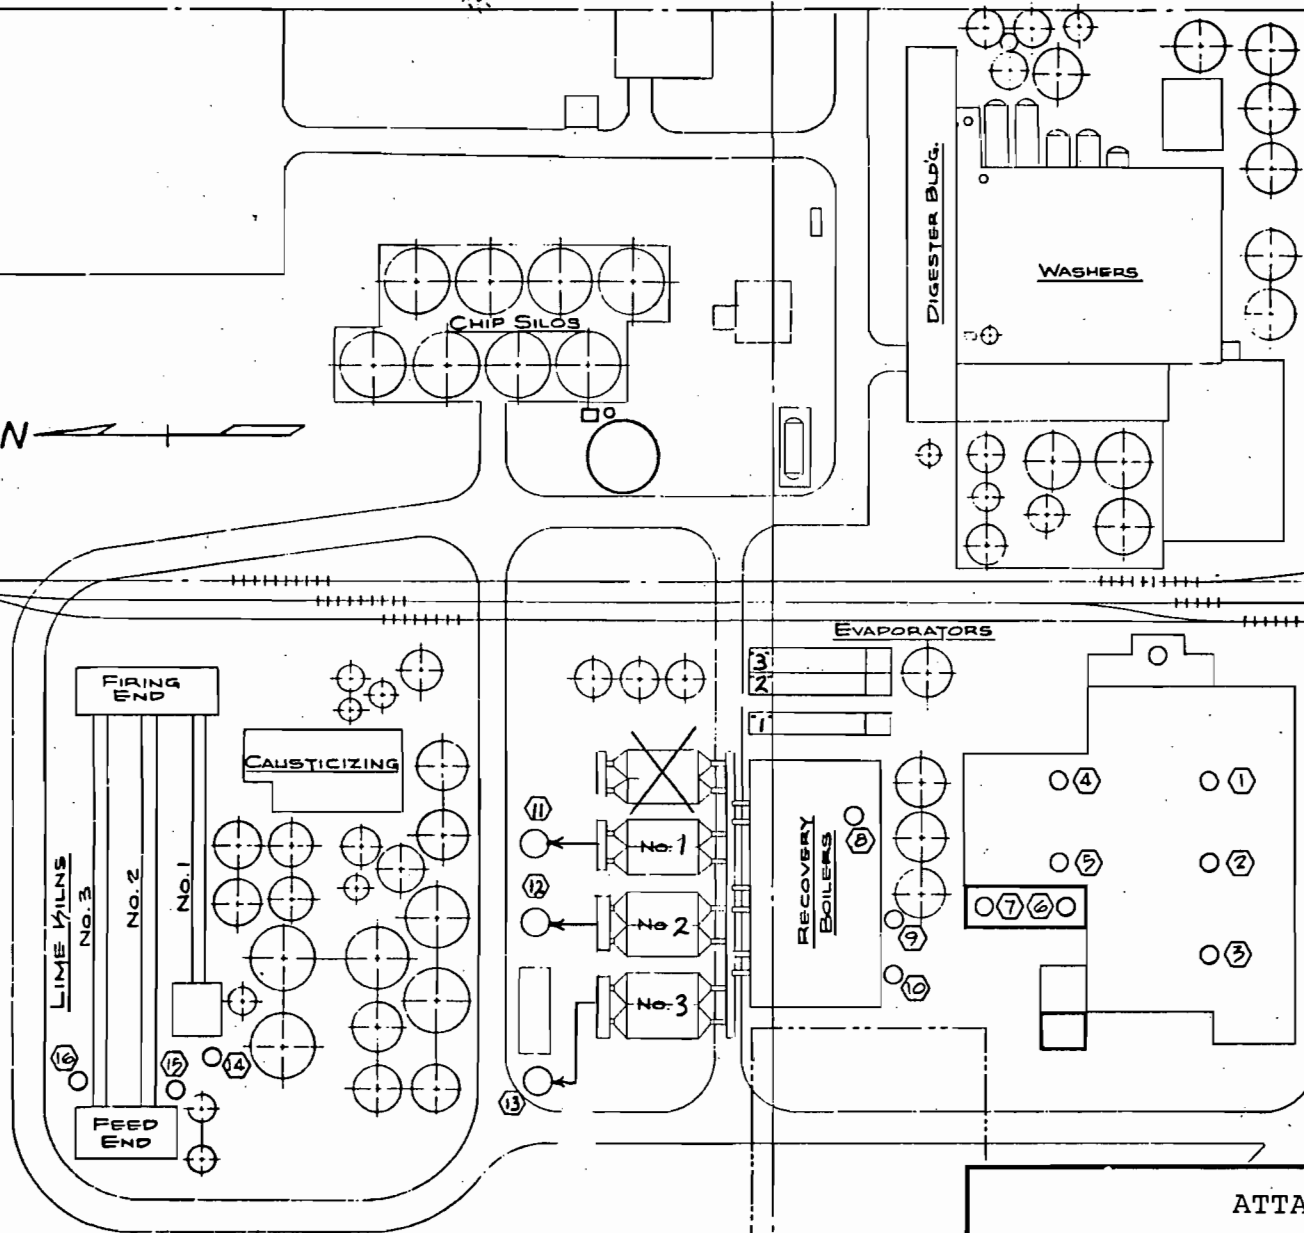 DIGESTER BLD'G.
WASHERS
CHIP SILOS
N
EVAPORATORS
3
2
1
FIRING
END
CAUSTICIZING
LIME KILNS
No. 3
No. 2
No. 1
11
No. 1
12
No. 2
No. 3
13
RECOVERY
BOILERS
8
9
10
4
1
5
2
7
6
3
16
15
14
FEED
END
ATTA